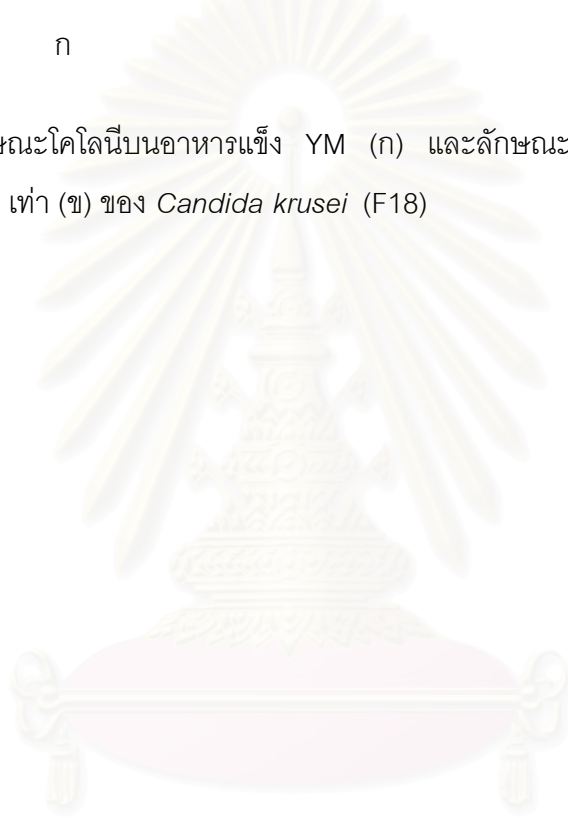 ก
ษณะโคโลนีบนอาหารแข็ง YM (ก) และลักษณะ
เท่า (ข) ของ Candida krusei (F18)